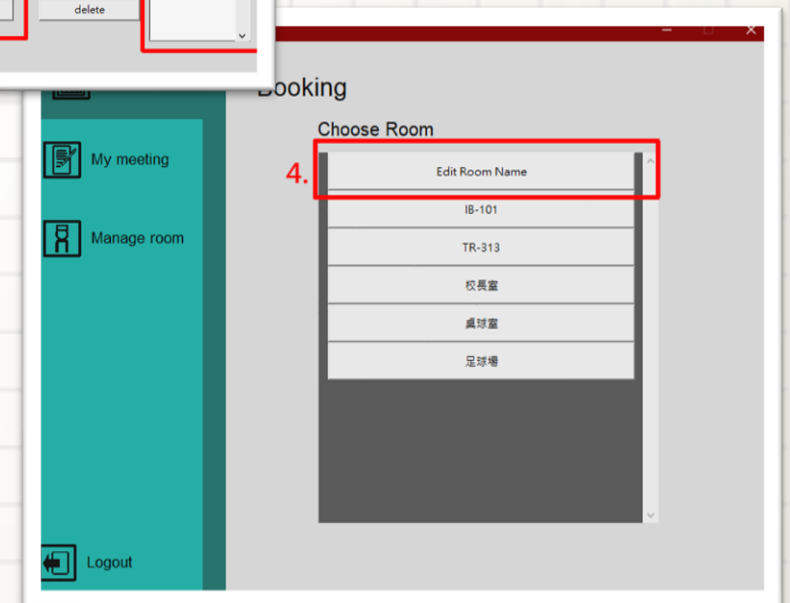 delete
Booking
Choose Room
My meeting
4.
Edit Room Name
IB-101
Manage room
TR-313
校長室
桌球室
足球場
Logout